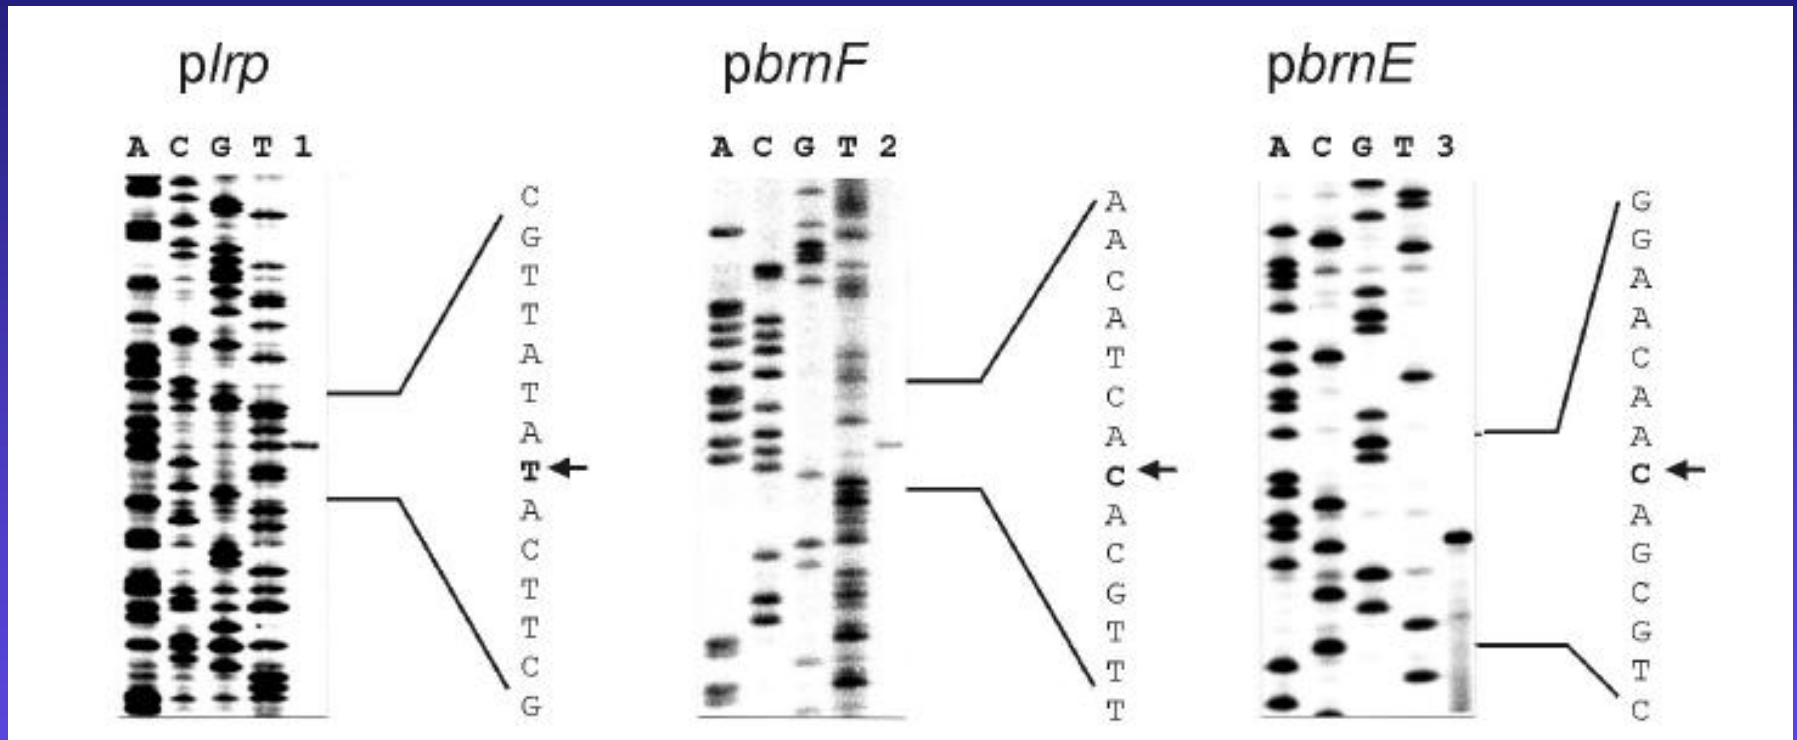 plrp pbrnF pbrnE
A C G T 1 A C G T 2 A C G T 3
C A G
G A G
T C A
T A A
A T C
T C A
A A A
T C C
A A A
C C G
T G C
T T G
C T T
G T C